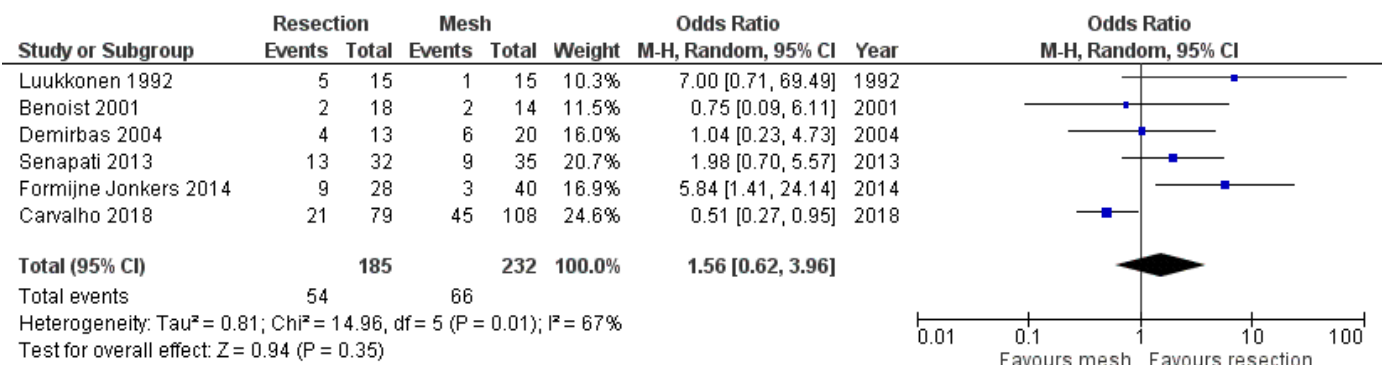 Resection Mesh Odds Ratio Odds Ratio
Study or Subgroup Events Total Events Total Weight M-H, Random, 95% CI Year M-H, Random, 95% CI
Luukkonen 1992 5 15 1 15 10.3% 7.00 [0.71, 69.49] 1992
Benoist 2001 2 18 2 14 11.5% 0.75 [0.09, 6.11] 2001
Demirbas 2004 4 13 6 20 16.0% 1.04 [0.23, 4.73] 2004
Senapati 2013 13 32 9 35 20.7% 1.98 [0.70, 5.57] 2013
Formijne Jonkers 2014 9 28 3 40 16.9% 5.84 [1.41, 24.14] 2014
Carvalho 2018 21 79 45 108 24.6% 0.51 [0.27, 0.95] 2018
Total (95% CI) 185 232 100.0% 1.56 [0.62, 3.96]
Total events 54 66
Heterogeneity: Tau² = 0.81; Chi² = 14.96, df = 5 (P = 0.01); I² = 67%
Test for overall effect: Z = 0.94 (P = 0.35)
0.01 0.1 1 10 100
Favours mesh Favours resection